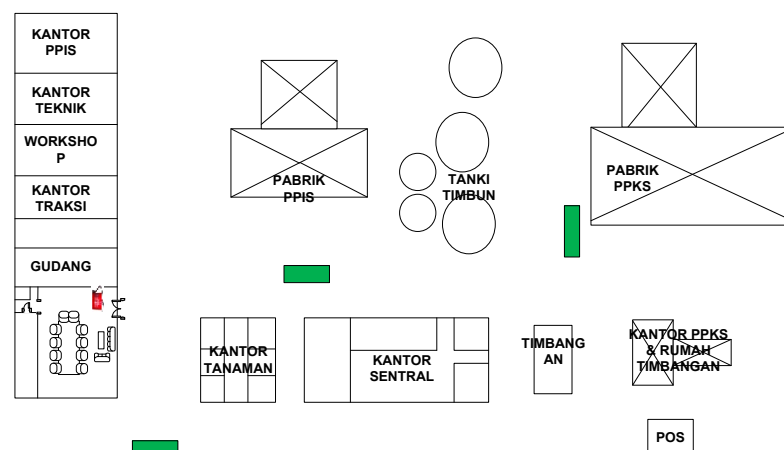 KANTOR
PPIS
KANTOR
TEKNIK
WORKSHO
P
KANTOR
TRAKSI
GUDANG
PABRIK
PPIS
TANKI
TIMBUN
PABRIK
PPKS
KANTOR
TANAMAN
KANTOR
SENTRAL
TIMBANG
AN
KANTOR PPKS
& RUMAH
TIMBANGAN
POS